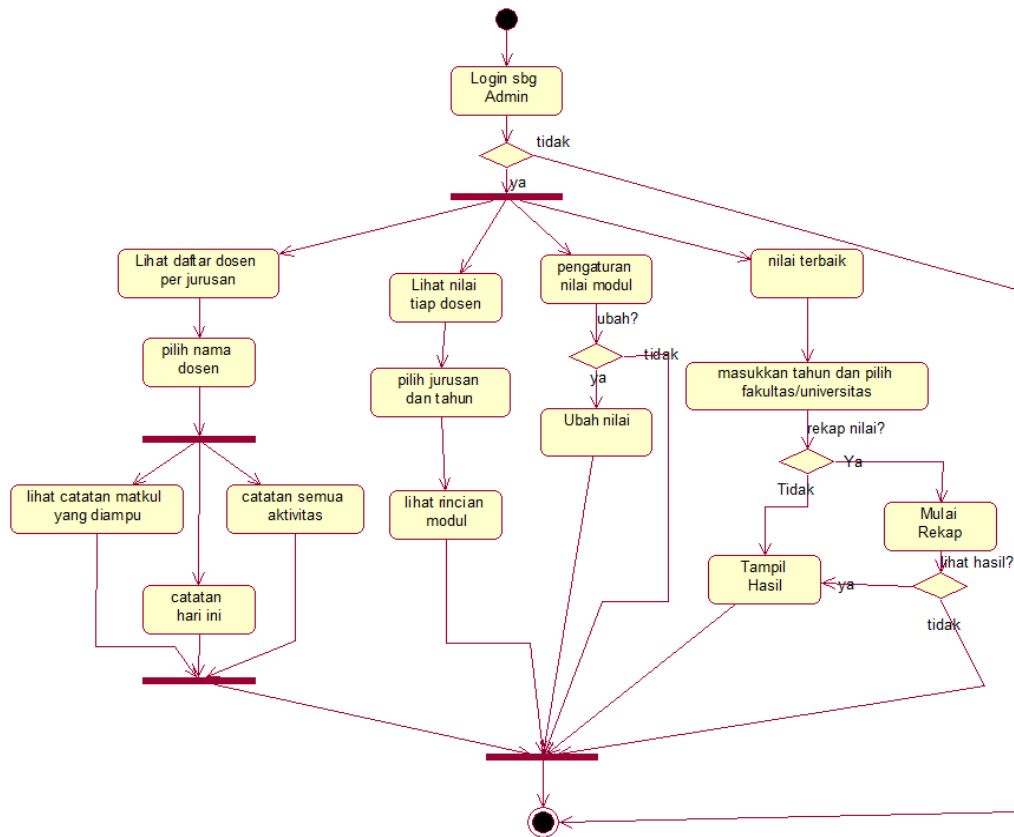 Login sbg
Admin
tidak
ya
Lihat daftar dosen
per jurusan
Lihat nilai
tiap dosen
pengaturan
nilai modul
nilai terbaik
ubah?
tidak
ya
pilih nama
dosen
pilih jurusan
dan tahun
masukkan tahun dan pilih
fakultas/universitas
Ubah nilai
rekap nilai?
Ya
Tidak
lihat catatan matkul
yang diampu
catatan semua
aktivitas
lihat rincian
modul
Mulai
Rekap
lihat hasil?
Tampil
Hasil
ya
tidak
catatan
hari ini